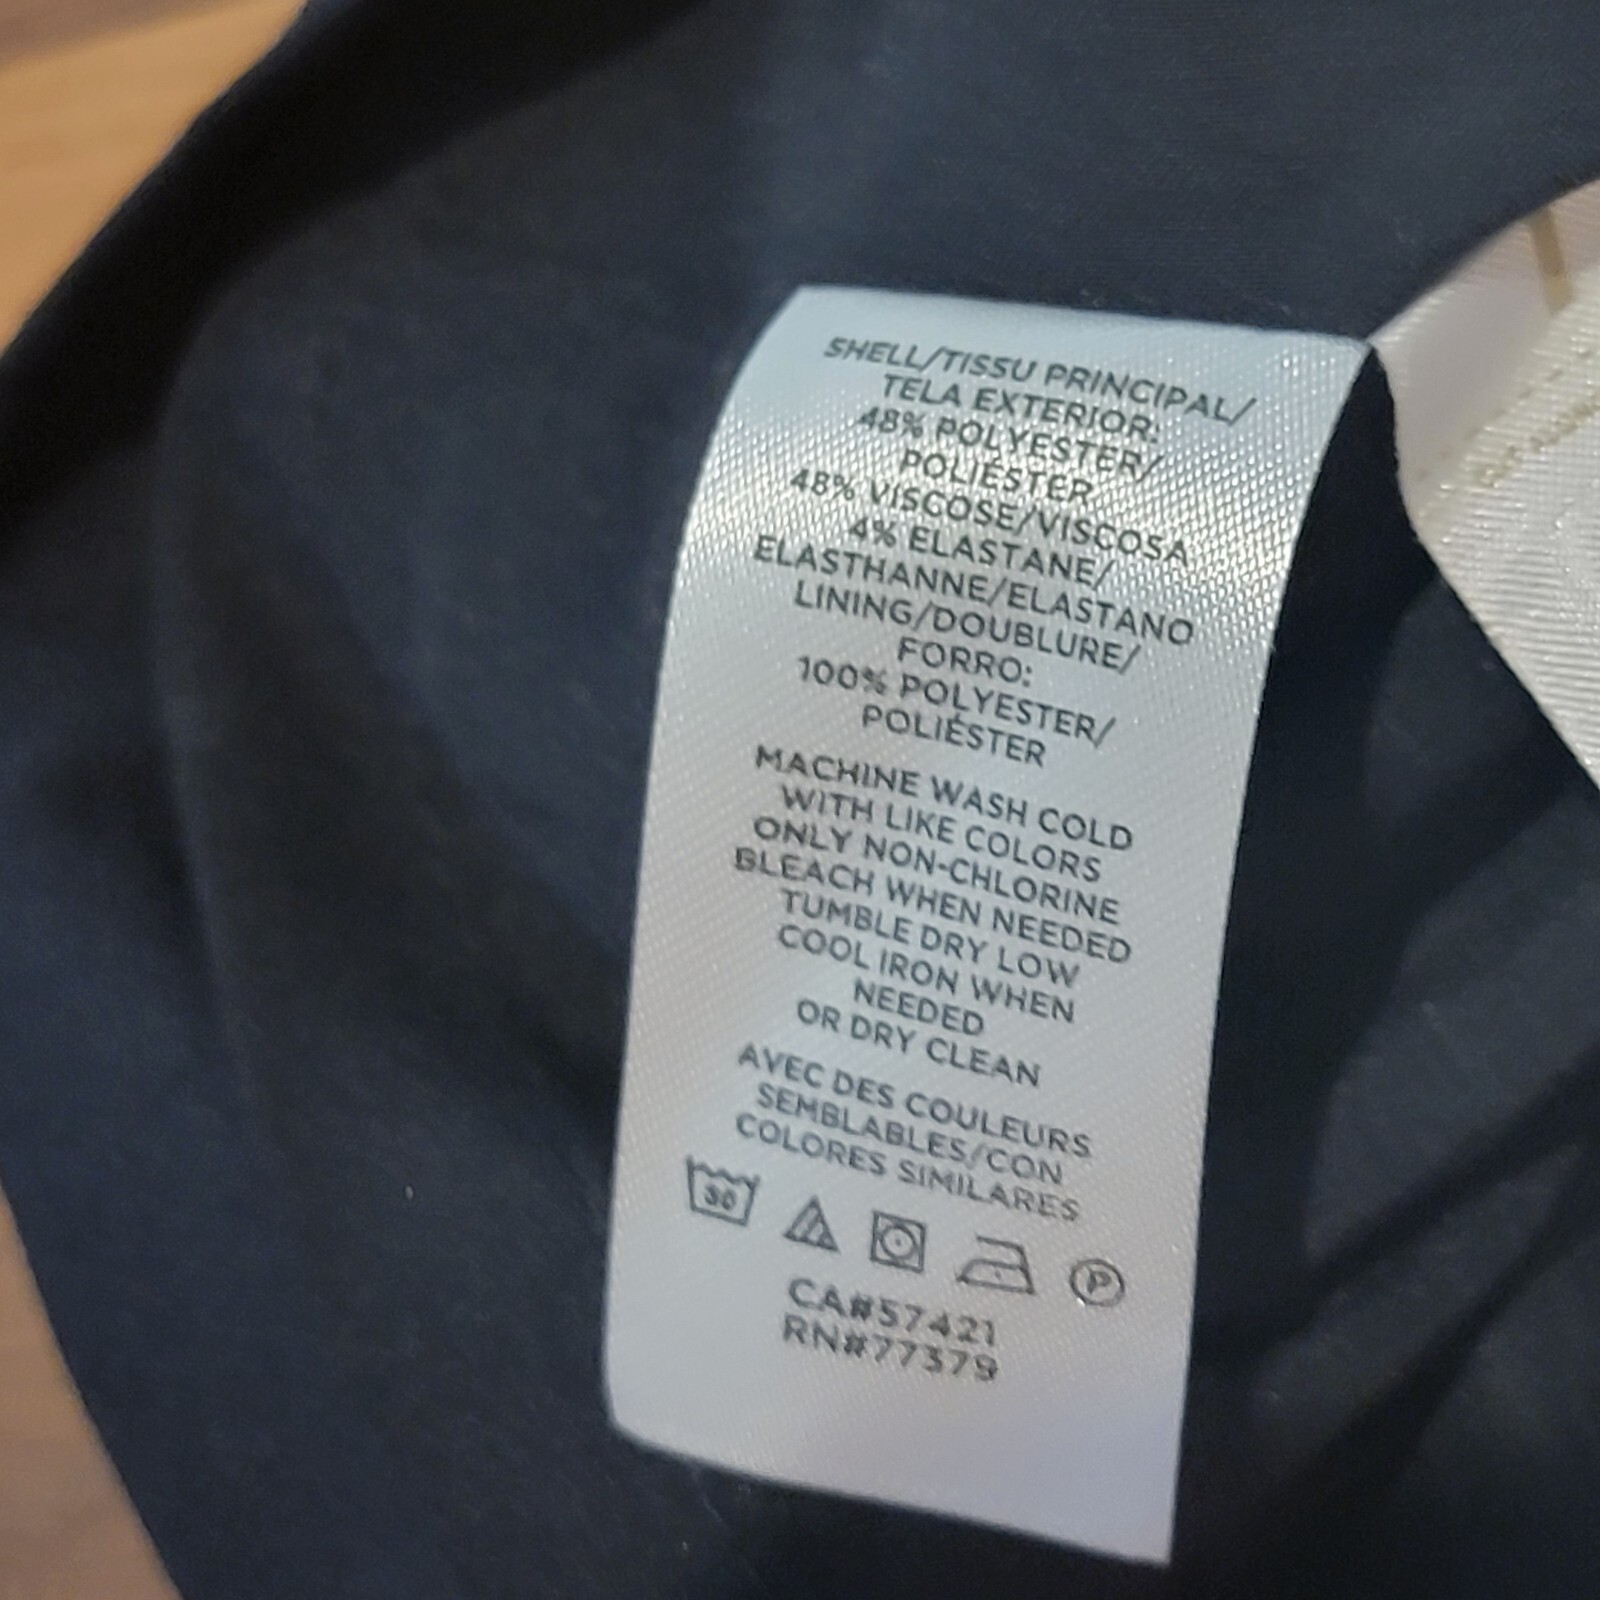 SHELL/TISSU PRINCIPAL/
TELA EXTERIOR:
48% POLYESTER/
POLIÉSTER
48% VISCOSE/VISCOSA
4% ELASTANE/
ELASTHANNE/ELASTANO
LINING/DOUBLURE/
FORRO:
100% POLYESTER/
POLIÉSTER
MACHINE WASH COLD
WITH LIKE COLORS
ONLY NON-CHLORINE
BLEACH WHEN NEEDED
TUMBLE DRY LOW
COOL IRON WHEN
NEEDED
OR DRY CLEAN
AVEC DES COULEURS
SEMBLABLES/CON
COLORES SIMILARES
30
P
CA#57421
RN#77379